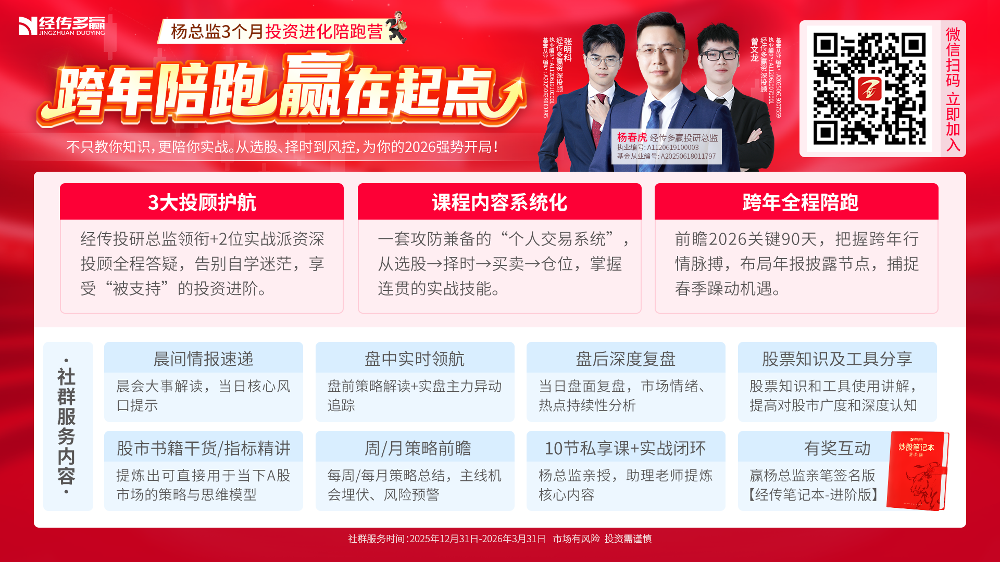 经传多赢
JINGZHUAN DUOYING
杨总监3个月投资进化陪跑营
跨年陪跑 赢在起点
不只教你知识，更陪你实战。从选股、择时到风控，为你的2026强势开局！
张明科
经传多赢资深投顾
执业编号：A1120619100001
基金从业编号：A20250629000895
杨春虎 经传多赢投研总监
执业编号：A1120619100003
基金从业编号：A20250618011797
曾文龙
经传多赢资深投顾
执业编号：A1120620070001
基金从业编号：A20250619007559
微信扫码 立即加入
3大投顾护航
经传投研总监领衔+2位实战派资深
投顾全程答疑，告别自学迷茫，享
受“被支持”的投资进阶。
课程内容系统化
一套攻防兼备的“个人交易系统”，
从选股→择时→买卖→仓位，掌握
连贯的实战技能。
跨年全程陪跑
前瞻2026关键90天，把握跨年行
情脉搏，布局年报披露节点，捕捉
春季躁动机遇。
·社群服务内容·
晨间情报速递
晨会大事解读，当日核心风
口提示
盘中实时领航
盘前策略解读+实盘主力异动
追踪
盘后深度复盘
当日盘面复盘，市场情绪、
热点持续性分析
股票知识及工具分享
股票知识和工具使用讲解，
提高对股市广度和深度认知
股市书籍干货/指标精讲
提炼出可直接用于当下A股
市场的策略与思维模型
周/月策略前瞻
每周/每月策略总结，主线机
会埋伏、风险预警
10节私享课+实战闭环
杨总监亲授，助理老师提炼
核心内容
有奖互动
赢杨总监亲笔签名版
【经传笔记本-进阶版】
炒股笔记本
社群服务时间：2025年12月31日-2026年3月31日 市场有风险 投资需谨慎